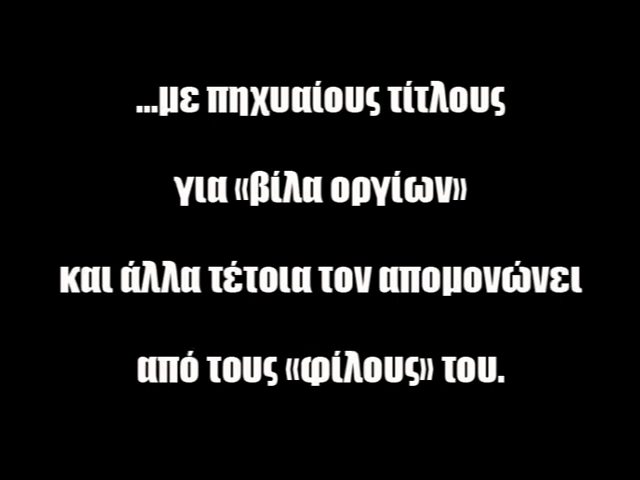 ...με πηχυαίους τίτλους
για «βίλα οργίων»
και άλλα τέτοια τον απομονώνει
από τους «φίλους» του.